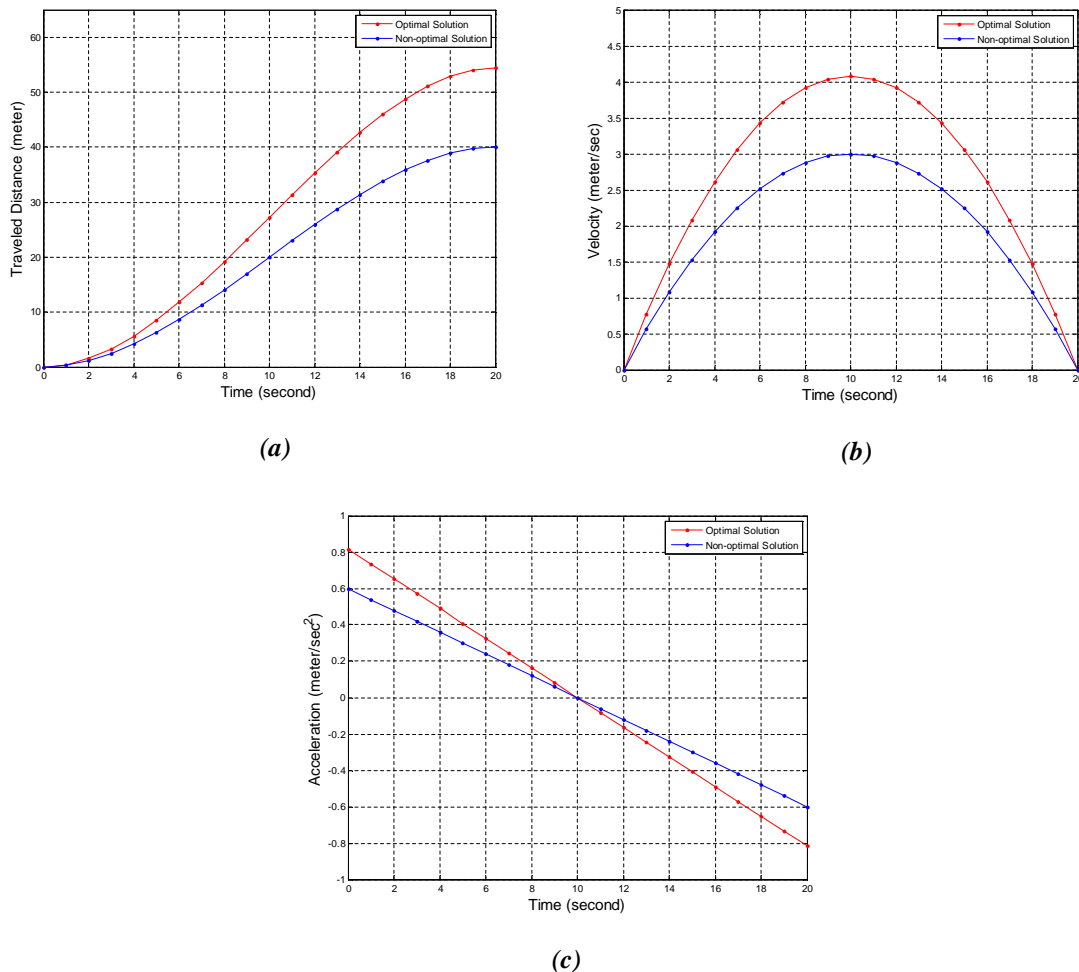 Optimal Solution
Non-optimal Solution
Traveled Distance (meter)
60
50
40
30
20
10
0
0 2 4 6 8 10 12 14 16 18 20
Time (second)
(a)
Optimal Solution
Non-optimal Solution
Velocity (meter/sec)
5
4.5
4
3.5
3
2.5
2
1.5
1
0.5
0
0 2 4 6 8 10 12 14 16 18 20
Time (second)
(b)
Optimal Solution
Non-optimal Solution
Acceleration (meter/sec²)
1
0.8
0.6
0.4
0.2
0
-0.2
-0.4
-0.6
-0.8
-1
0 2 4 6 8 10 12 14 16 18 20
Time (second)
(c)